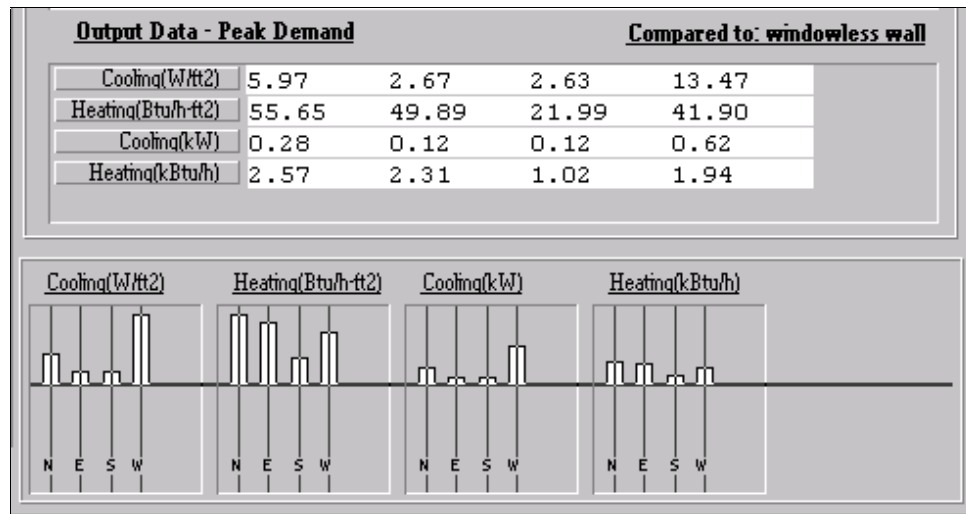 Output Data - Peak Demand Compared to: windowless wall
Cooling(W/ft2) 5.97 2.67 2.63 13.47
Heating(Btu/h-ft2) 55.65 49.89 21.99 41.90
Cooling(kW) 0.28 0.12 0.12 0.62
Heating(kBtu/h) 2.57 2.31 1.02 1.94
Cooling(W/ft2) Heating(Btu/h-ft2) Cooling(kW) Heating(kBtu/h)
N E S W N E S W N E S W N E S W